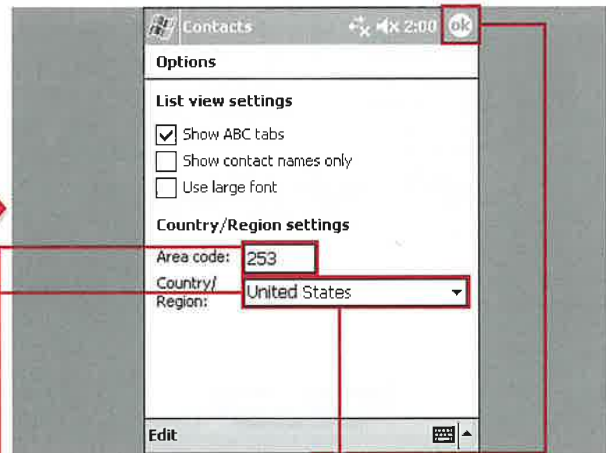 Contacts 2:00 ok
Options
List view settings
Show ABC tabs
Show contact names only
Use large font
Country/Region settings
Area code: 253
Country/
Region: United States
Edit